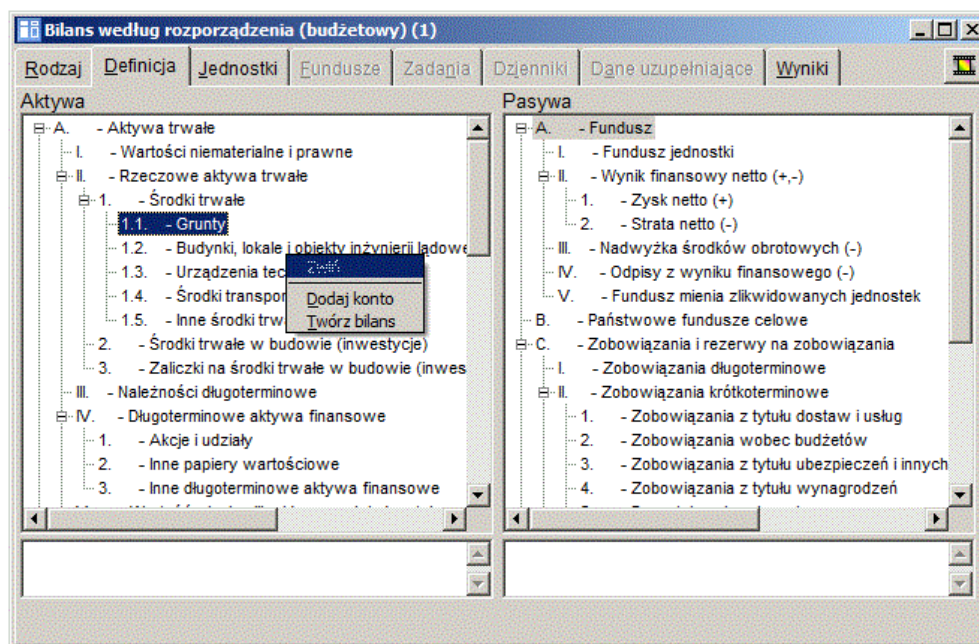 Bilans według rozporządzenia (budżetowy) (1)
Rodzaj Definicja Jednostki Fundusze Zadania Dzienniki Dane uzupełniające Wyniki
Aktywa
A. - Aktywa trwałe
I. - Wartości niematerialne i prawne
II. - Rzeczowe aktywa trwałe
1. - Środki trwałe
1.1. - Grunty
1.2. - Budynki, lokale i obiekty inżynierii lądowe
1.3. - Urządzenia tec
1.4. - Środki transpor
1.5. - Inne środki trw
2. - Środki trwałe w budowie (inwestycje)
3. - Zaliczki na środki trwałe w budowie (inwes
III. - Należności długoterminowe
IV. - Długoterminowe aktywa finansowe
1. - Akcje i udziały
2. - Inne papiery wartościowe
3. - Inne długoterminowe aktywa finansowe
Zwiń
Dodaj konto
Twórz bilans
Pasywa
A. - Fundusz
I. - Fundusz jednostki
II. - Wynik finansowy netto (+,-)
1. - Zysk netto (+)
2. - Strata netto (-)
III. - Nadwyżka środków obrotowych (-)
IV. - Odpisy z wyniku finansowego (-)
V. - Fundusz mienia zlikwidowanych jednostek
B. - Państwowe fundusze celowe
C. - Zobowiązania i rezerwy na zobowiązania
I. - Zobowiązania długoterminowe
II. - Zobowiązania krótkoterminowe
1. - Zobowiązania z tytułu dostaw i usług
2. - Zobowiązania wobec budżetów
3. - Zobowiązania z tytułu ubezpieczeń i innych
4. - Zobowiązania z tytułu wynagrodzeń